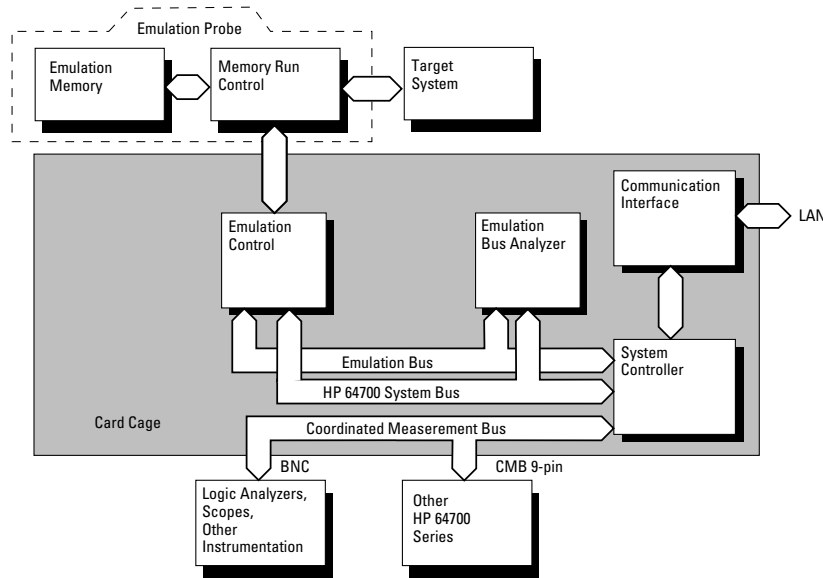 Emulation Probe
Emulation
Memory
Memory Run
Control
Target
System
Communication
Interface
LAN
Emulation
Control
Emulation
Bus Analyzer
System
Controller
Emulation Bus
HP 64700 System Bus
Coordinated Measerement Bus
Card Cage
BNC
CMB 9-pin
Logic Analyzers,
Scopes,
Other
Instrumentation
Other
HP 64700
Series